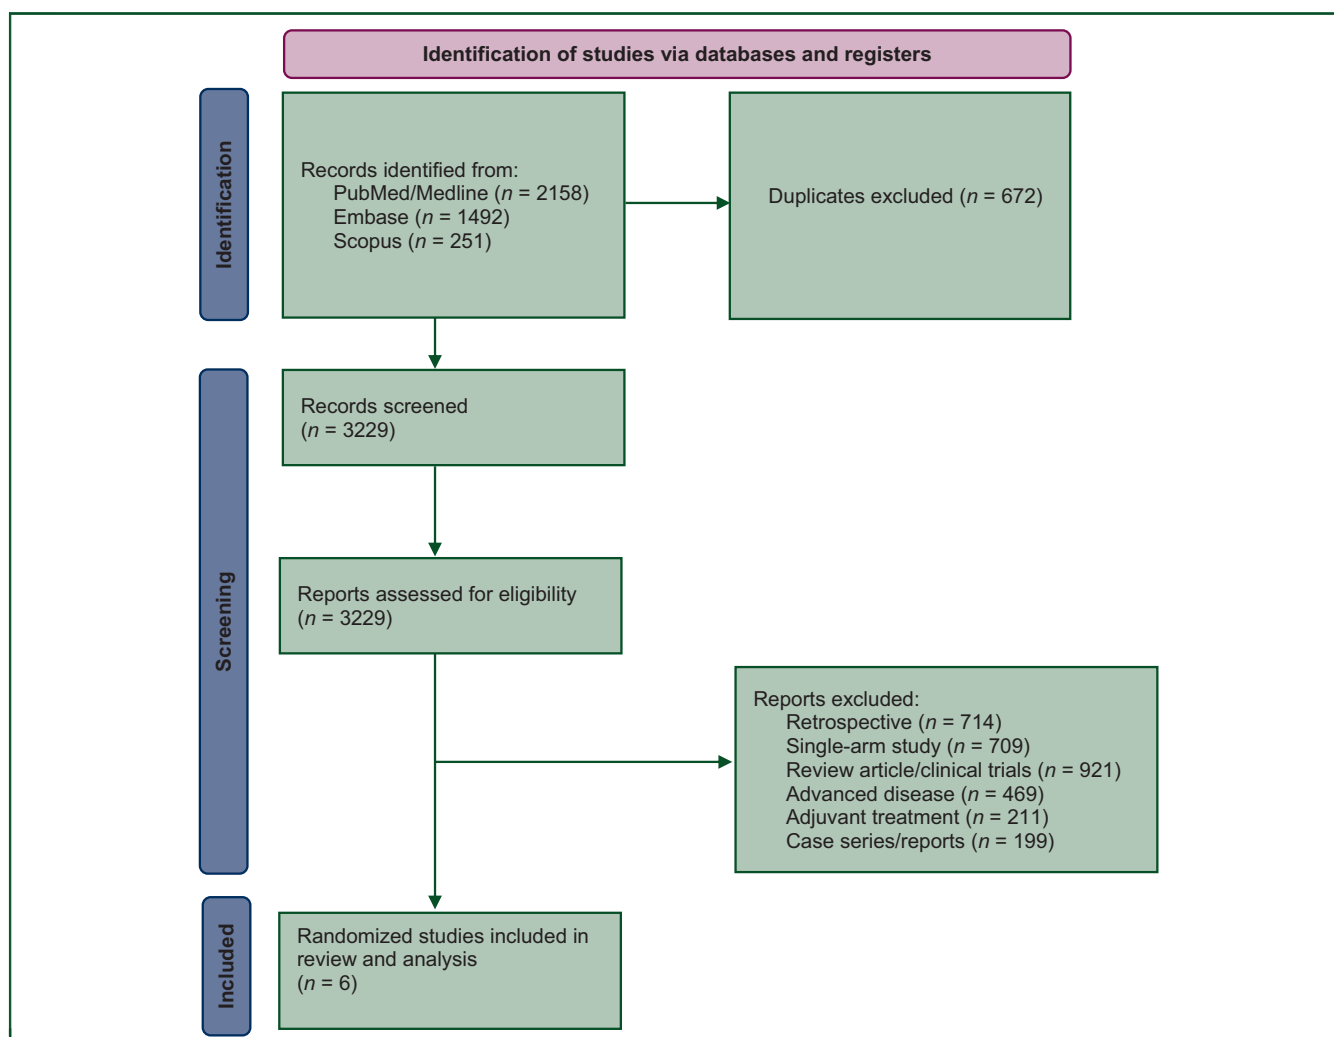 Identification of studies via databases and registers
Identification
Records identified from:
PubMed/Medline (n = 2158)
Embase (n = 1492)
Scopus (n = 251)
Duplicates excluded (n = 672)
Screening
Records screened
(n = 3229)
Reports assessed for eligibility
(n = 3229)
Reports excluded:
Retrospective (n = 714)
Single-arm study (n = 709)
Review article/clinical trials (n = 921)
Advanced disease (n = 469)
Adjuvant treatment (n = 211)
Case series/reports (n = 199)
Included
Randomized studies included in
review and analysis
(n = 6)